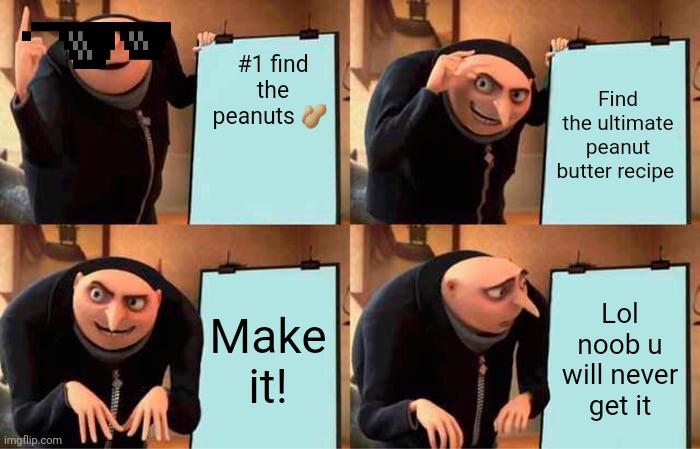 #1 find
the
peanuts 🥜
Find
the ultimate
peanut
butter recipe
Make
it!
Lol
noob u
will never
get it
imgflip.com